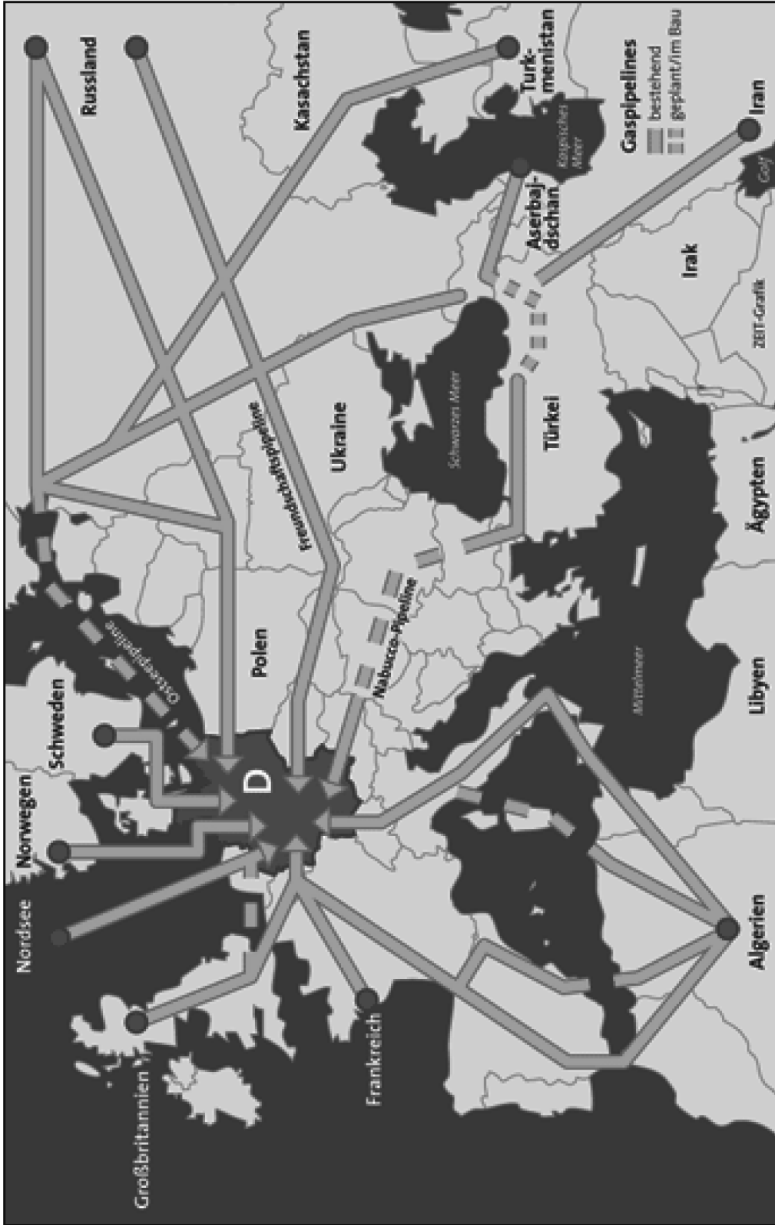 Nordsee
Norwegen
Schweden
Russland
Großbritannien
Ostseepipeline
Polen
D
Freundschaftspipeline
Kasachstan
Ukraine
Frankreich
Nabucco-Pipeline
Schwarzes Meer
Turk-
menistan
Kaspisches
Meer
Aserbaj-
dschan
Türkei
Mittelmeer
Gaspipelines
bestehend
geplant/im Bau
Irak
Iran
Golf
Algerien
Libyen
Ägypten
ZEIT-Grafik